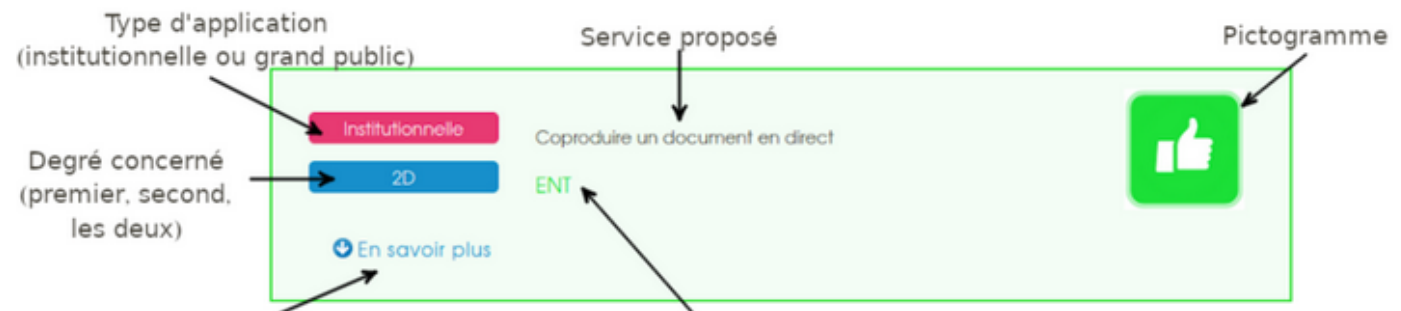 Type d'application
(institutionnelle ou grand public)
Service proposé
Pictogramme
Institutionnelle
Coproduire un document en direct
Degré concerné
(premier, second,
les deux)
2D
ENT
En savoir plus